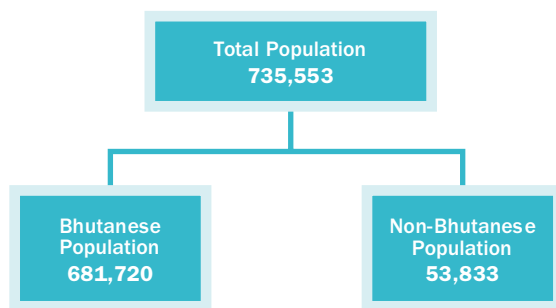 Total Population
735,553
Bhutanese
Population
681,720
Non-Bhutanese
Population
53,833